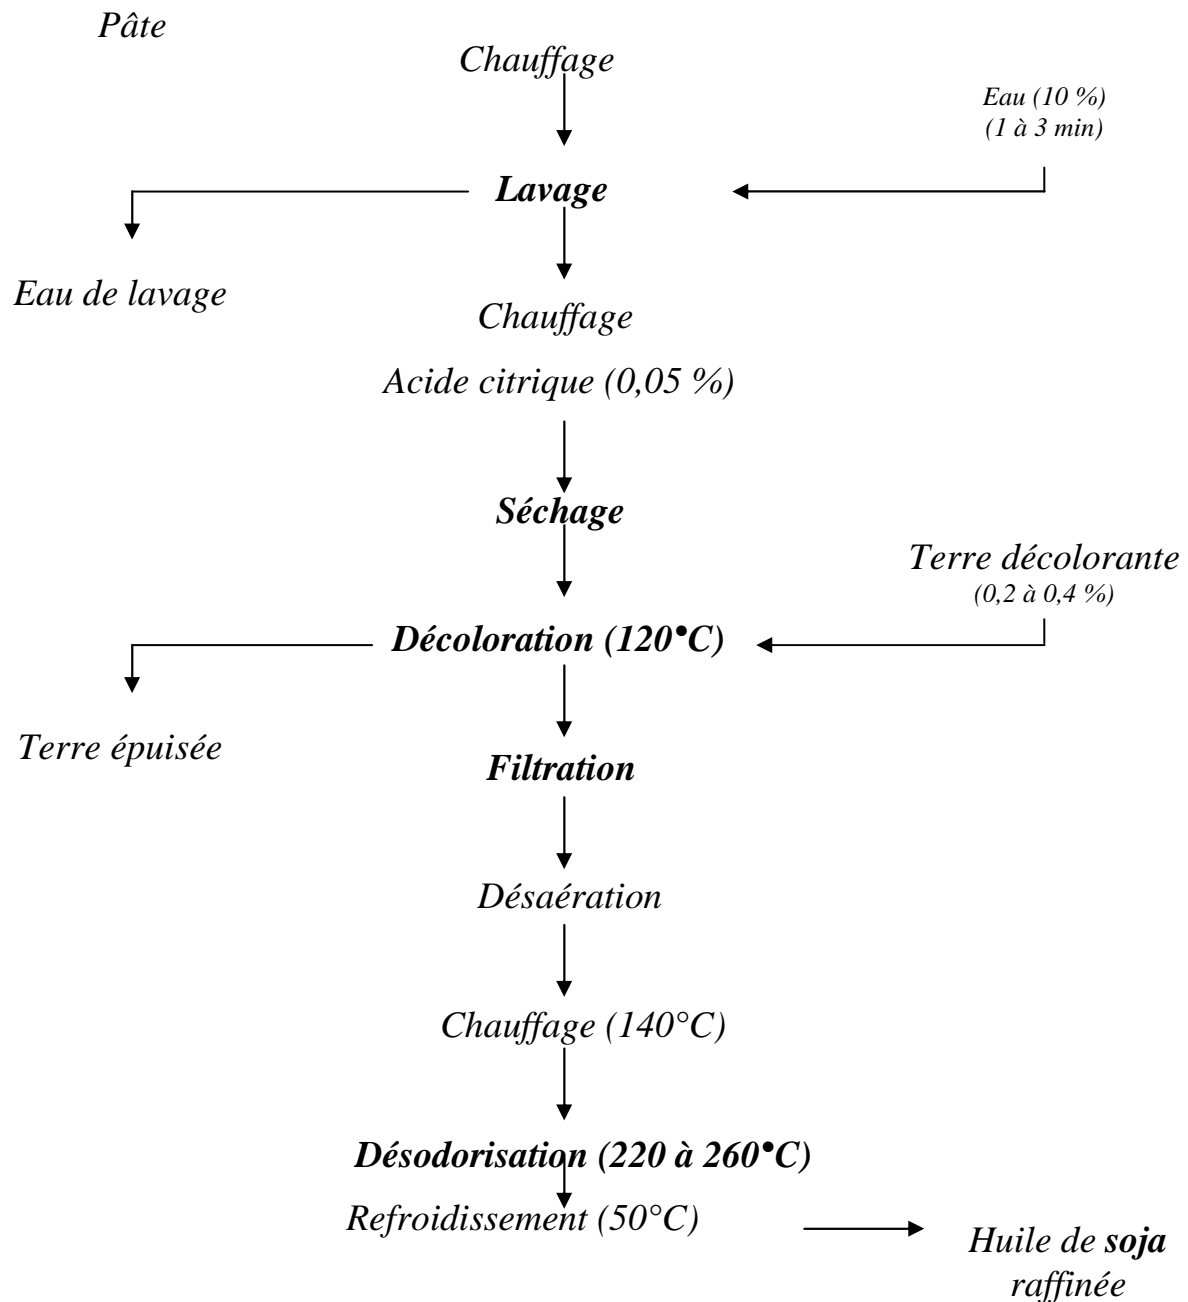 Pâte
Chauffage
Eau (10 %)
(1 à 3 min)
Lavage
Eau de lavage
Chauffage
Acide citrique (0,05 %)
Séchage
Terre décolorante
(0,2 à 0,4 %)
Décoloration (120•C)
Terre épuisée
Filtration
Désaération
Chauffage (140°C)
Désodorisation (220 à 260•C)
Refroidissement (50°C)
Huile de soja
raffinée